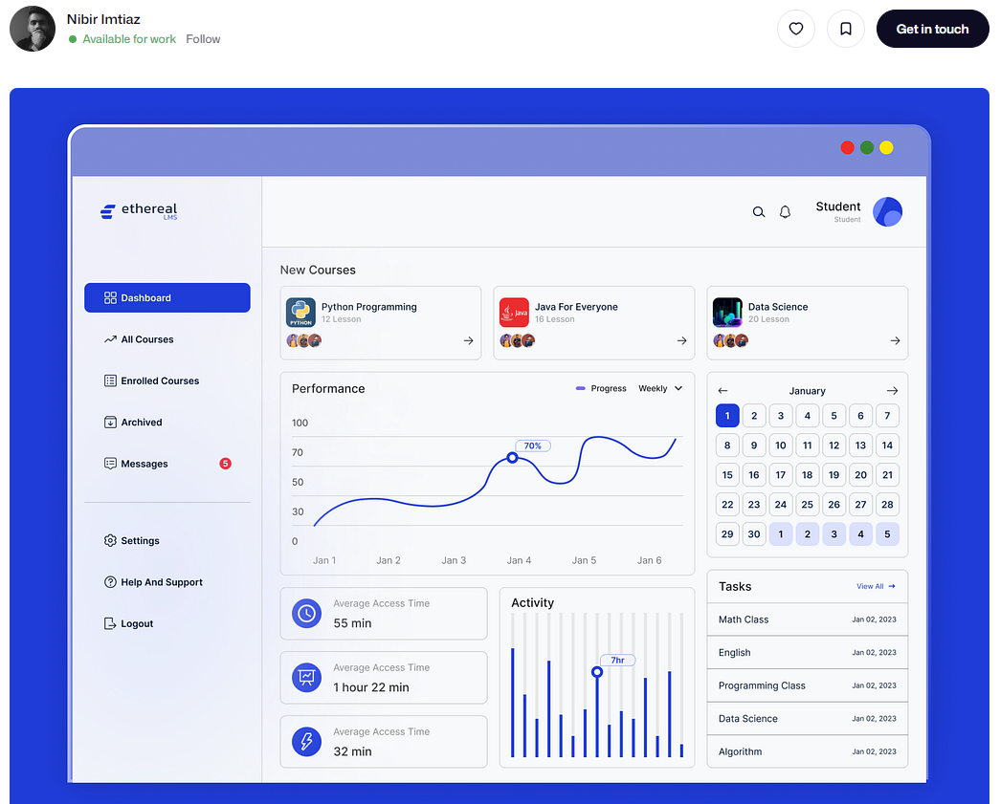 Nibir Imtiaz
Available for work Follow
Get in touch
ethereal
LMS
Student
Student
Dashboard
All Courses
Enrolled Courses
Archived
Messages 5
Settings
Help And Support
Logout
New Courses
Python Programming
12 Lesson
PYTHON
Java For Everyone
16 Lesson
Java
Data Science
20 Lesson
Performance
Progress Weekly
100
70
50
30
0
70%
Jan 1 Jan 2 Jan 3 Jan 4 Jan 5 Jan 6
January
1 2 3 4 5 6 7
8 9 10 11 12 13 14
15 16 17 18 19 20 21
22 23 24 25 26 27 28
29 30 1 2 3 4 5
Average Access Time
55 min
Average Access Time
1 hour 22 min
Average Access Time
32 min
Activity
7hr
Tasks View All
Math Class Jan 02, 2023
English Jan 02, 2023
Programming Class Jan 02, 2023
Data Science Jan 02, 2023
Algorithm Jan 02, 2023